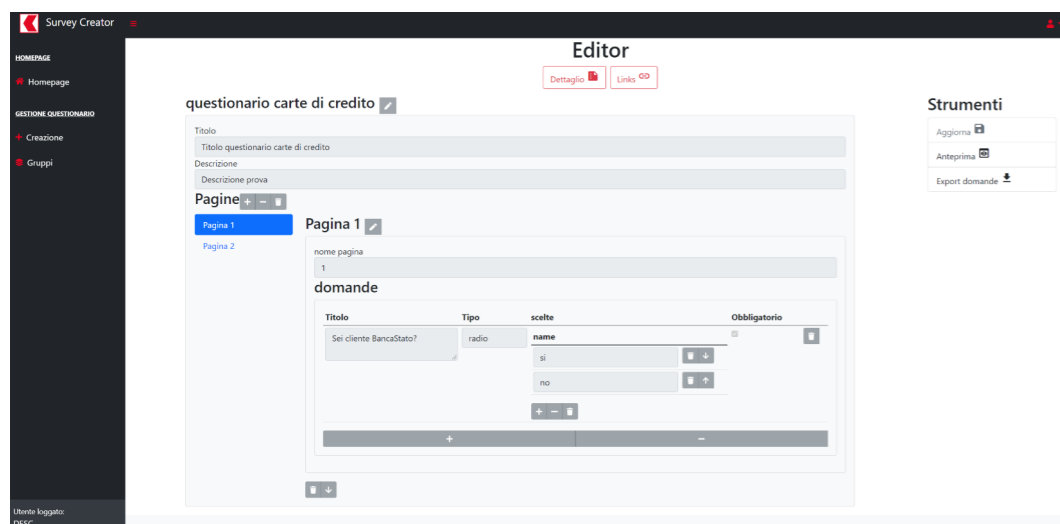 Survey Creator
Editor
HOMEPAGE
Homepage
GESTIONE QUESTIONARIO
Creazione
Gruppi
Utente loggato:
Dettaglio
Links
questionario carte di credito
Titolo
Titolo questionario carte di credito
Descrizione
Descrizione prova
Pagine
Pagina 1
Pagina 2
Pagina 1
nome pagina
1
domande
Titolo Tipo scelte Obbligatorio
Sei cliente BancaStato? radio name
si
no
Strumenti
Aggiorna
Anteprima
Export domande